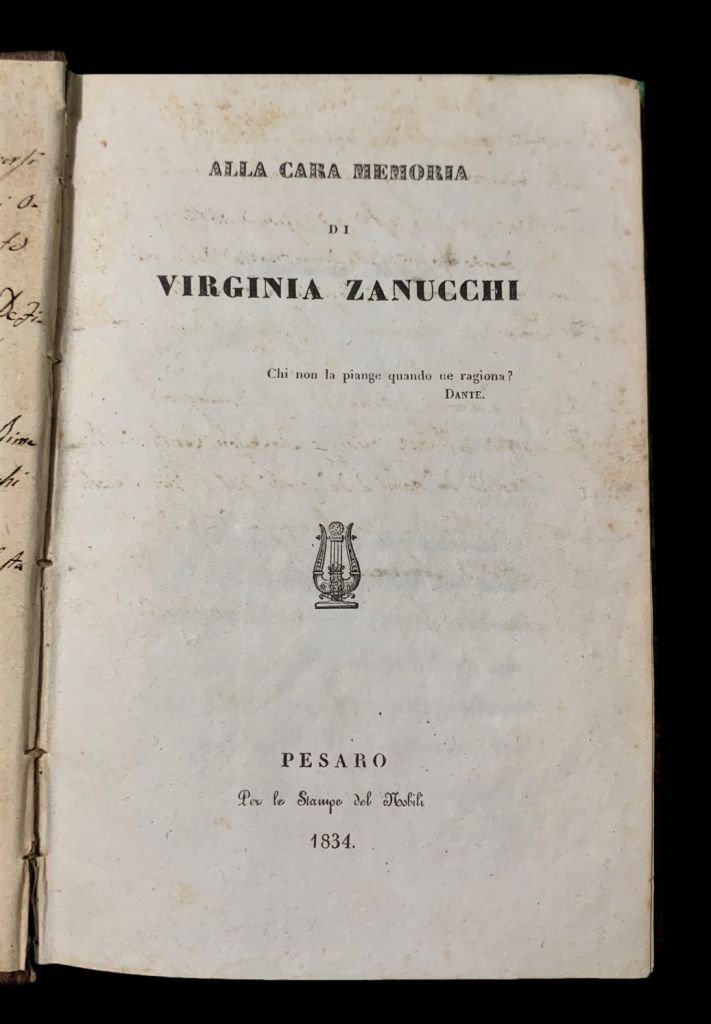 ALLA CARA MEMORIA
DI
VIRGINIA ZANUCCHI
Chi non la piange quando ne ragiona?
DANTE.
PESARO
Per le Stampe del Nobili
1834.